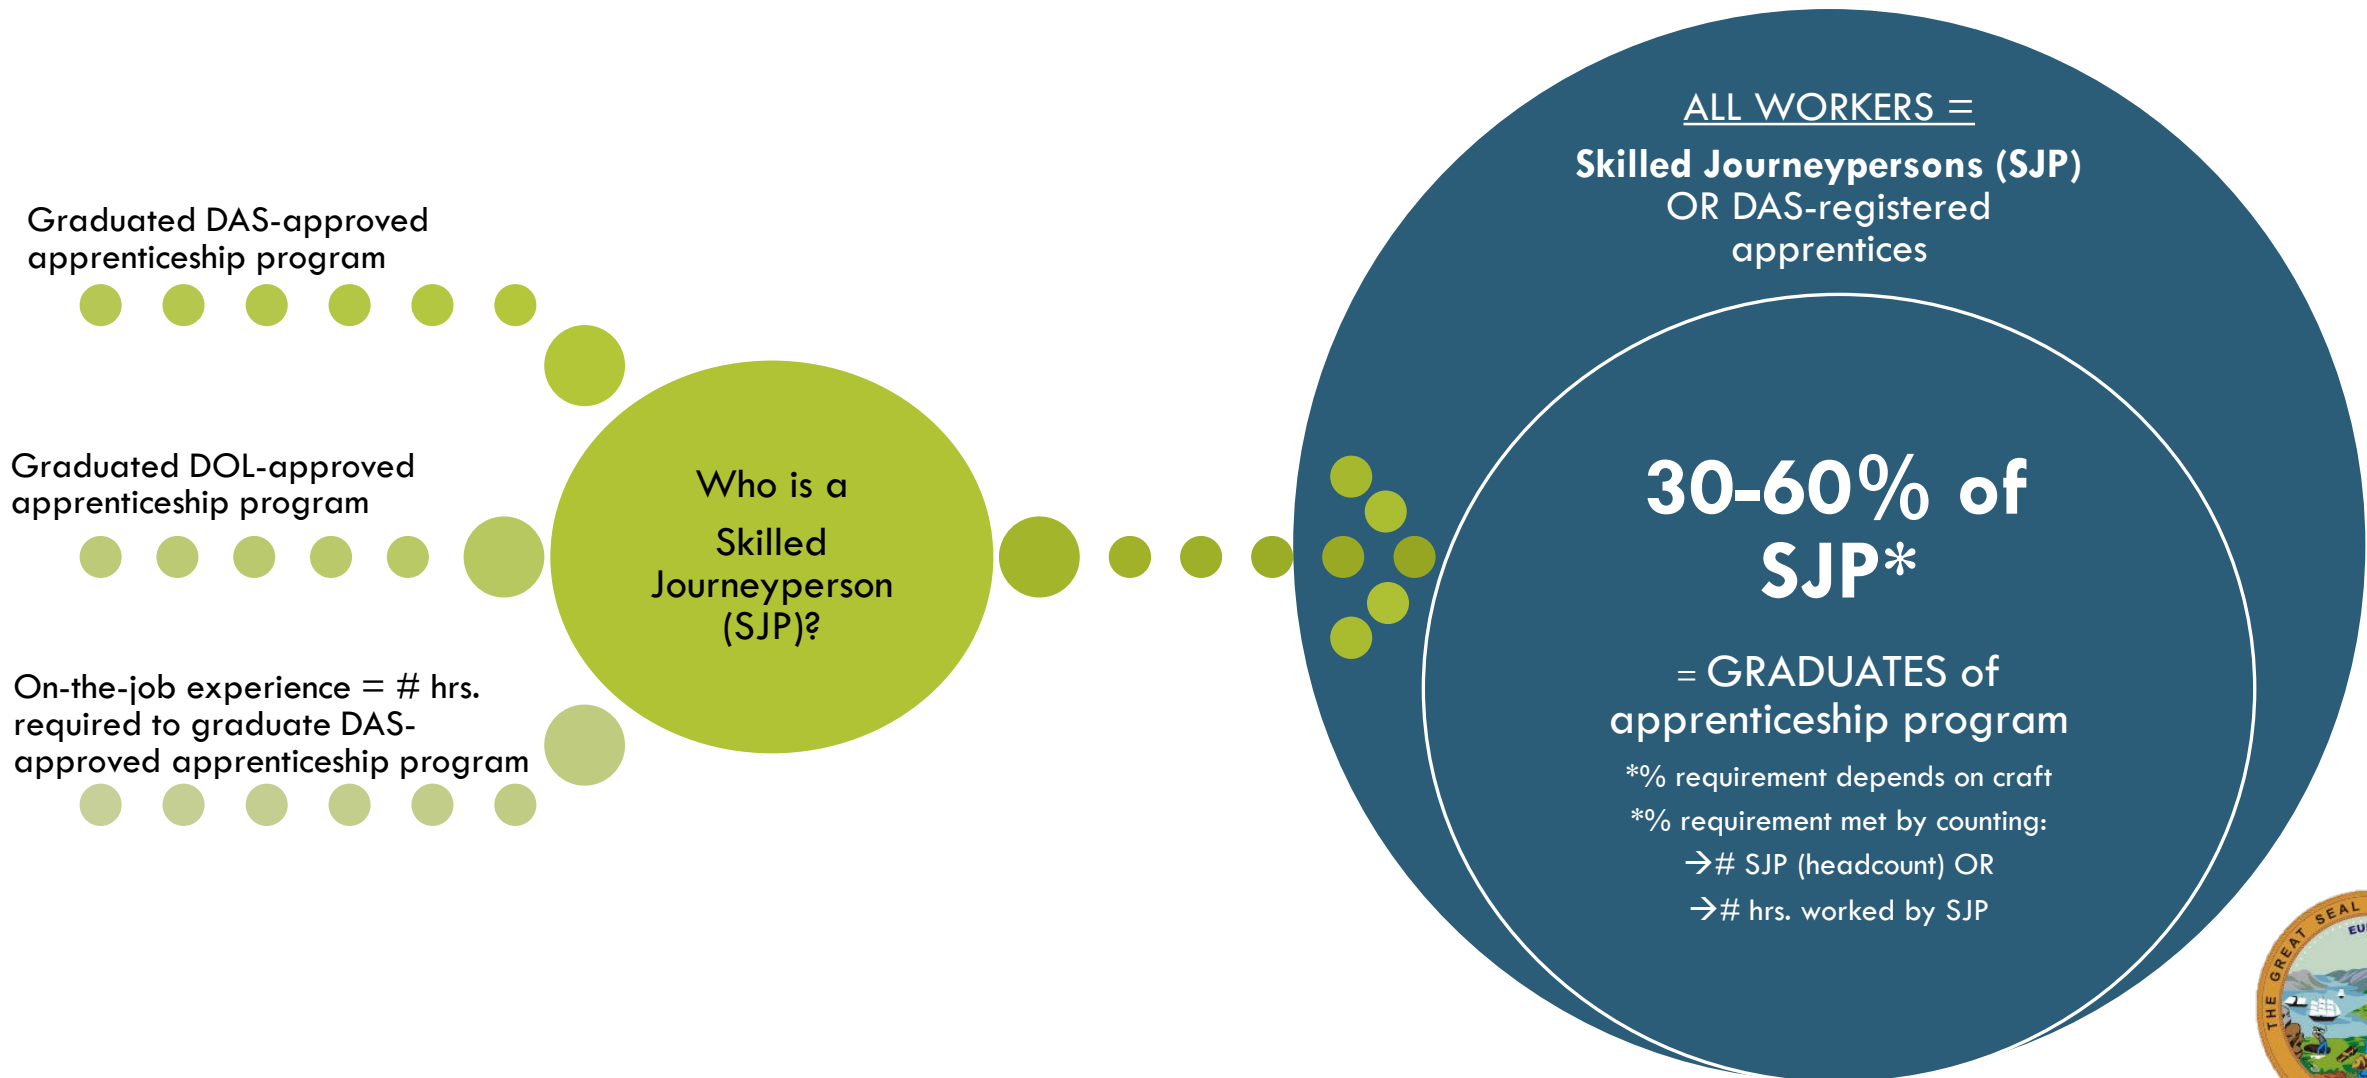 Graduated DAS-approved
apprenticeship program
Graduated DOL-approved
apprenticeship program
On-the-job experience = # hrs.
required to graduate DAS-
approved apprenticeship program
Who is a
Skilled
Journeyperson
(SJP)?
ALL WORKERS =
Skilled Journeypersons (SJP)
OR DAS-registered
apprentices
30-60% of
SJP*
= GRADUATES of
apprenticeship program
*% requirement depends on craft
*% requirement met by counting:
→# SJP (headcount) OR
→# hrs. worked by SJP
THE GREAT SEAL